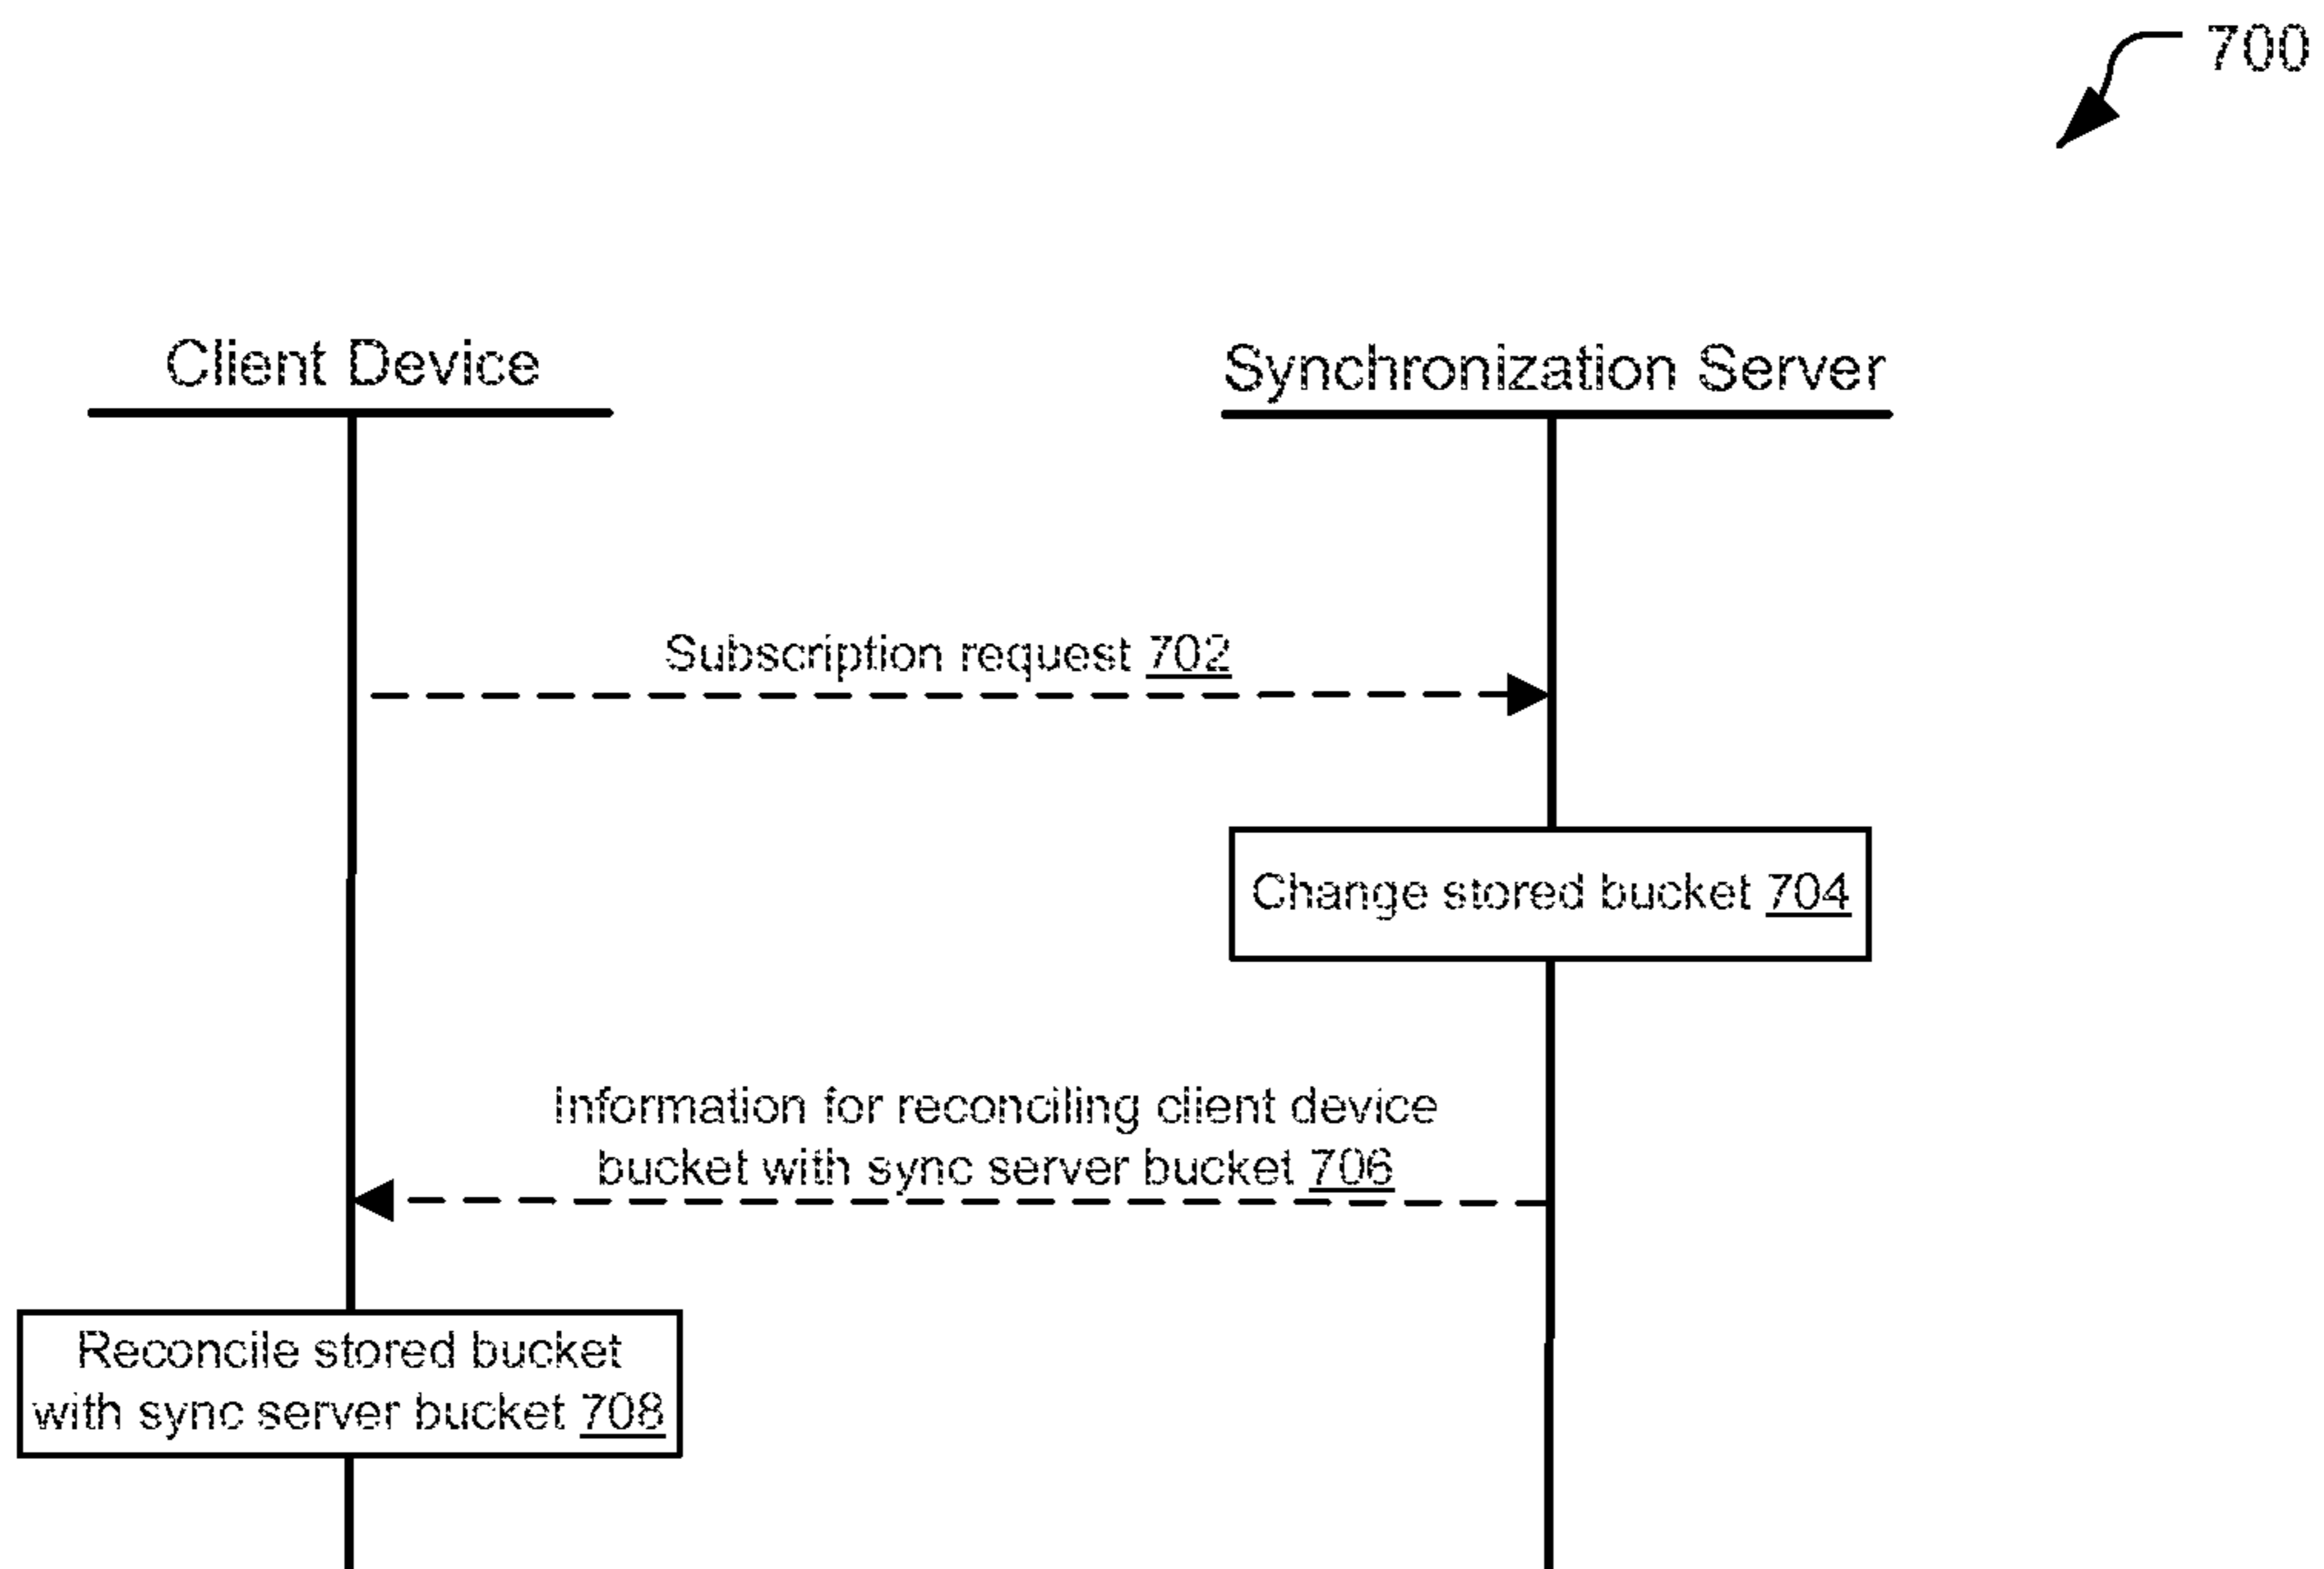 700
Client Device
Synchronization Server
Subscription request 702
Change stored bucket 704
Information for reconciling client device
bucket with sync server bucket 706
Reconcile stored bucket
with sync server bucket 708